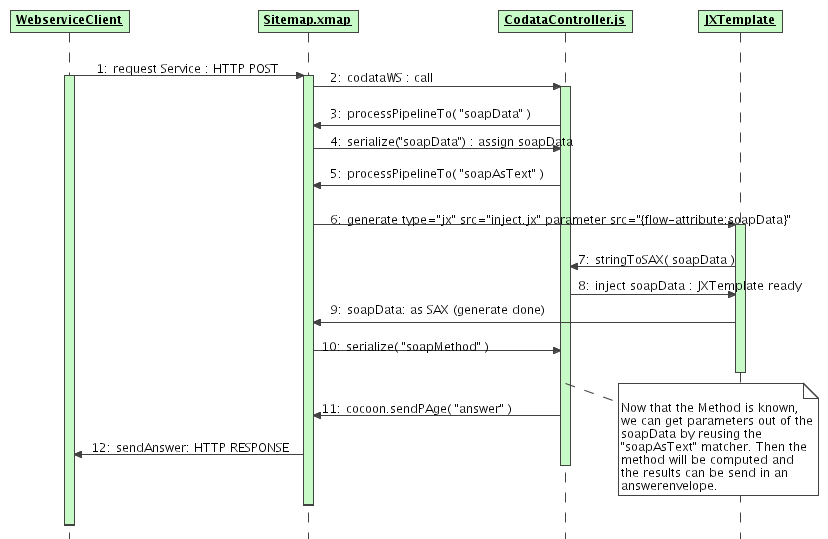 WebserviceClient
Sitemap.xmap
CodataController.js
JXTemplate
1: request Service : HTTP POST
2: codataWS : call
3: processPipelineTo( "soapData" )
4: serialize("soapData") : assign soapData
5: processPipelineTo( "soapAsText" )
6: generate type="jx" src="inject.jx" parameter src="{flow-attribute:soapData}"
7: stringToSAX( soapData )
8: inject soapData : JXTemplate ready
9: soapData: as SAX (generate done)
10: serialize( "soapMethod" )
11: cocoon.sendPAge( "answer" )
12: sendAnswer: HTTP RESPONSE
Now that the Method is known,
we can get parameters out of the
soapData by reusing the
"soapAsText" matcher. Then the
method will be computed and
the results can be send in an
answerenvelope.